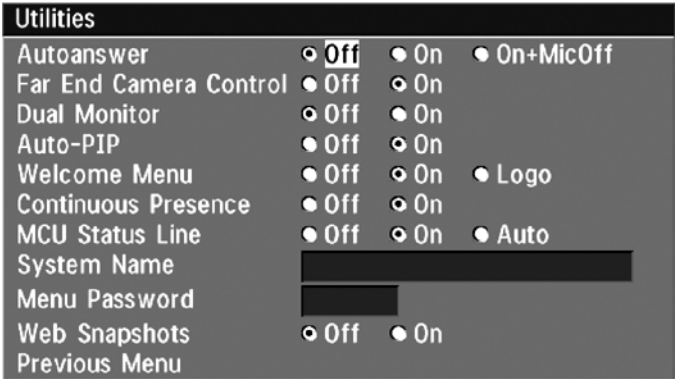 Utilities
Autoanswer Off On On+MicOff
Far End Camera Control Off On
Dual Monitor Off On
Auto-PIP Off On
Welcome Menu Off On Logo
Continuous Presence Off On
MCU Status Line Off On Auto
System Name
Menu Password
Web Snapshots Off On
Previous Menu